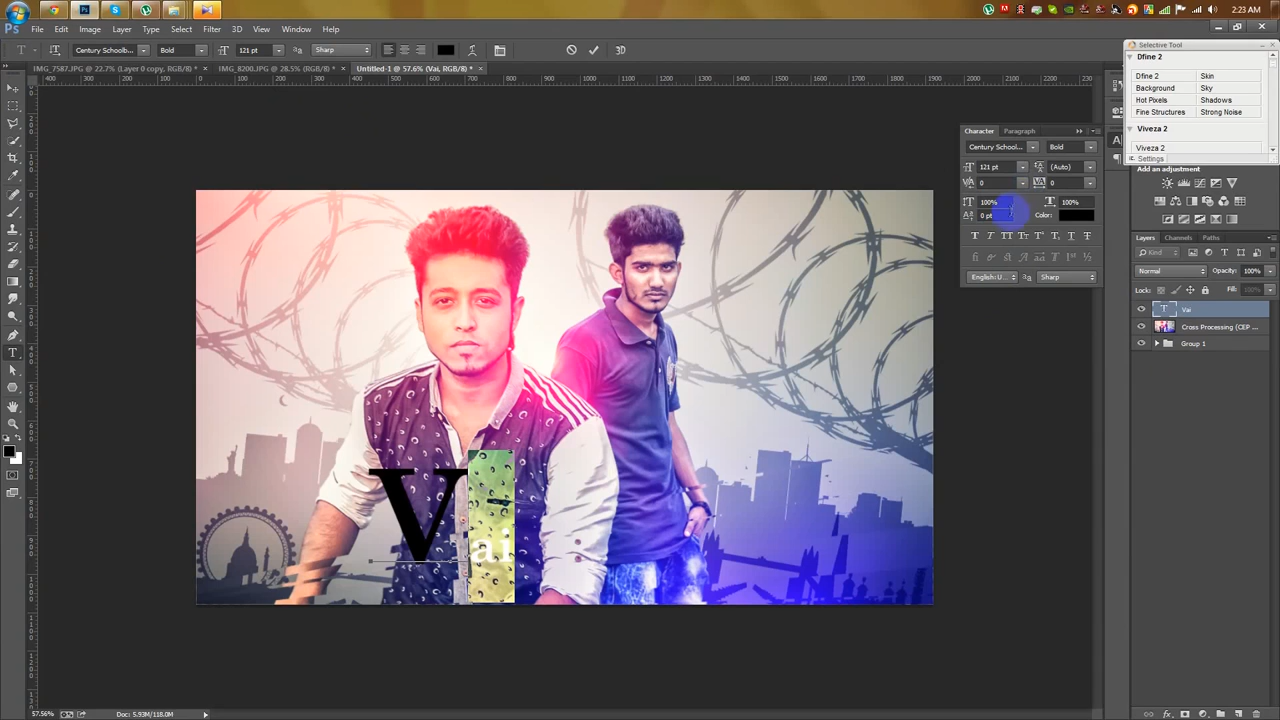 2:23 AM
Ps File Edit Image Layer Type Select Filter 3D View Window Help
T Century Schoolb... Bold 121 pt Sharp 3D
IMG_7587.JPG @ 22.7% (Layer 0 copy, RGB/8) * × IMG_8200.JPG @ 28.5% (RGB/8) * × Untitled-1 @ 57.6% (Vai, RGB/8) * ×
Selective Tool
Dfine 2
Dfine 2 Skin
Background Sky
Hot Pixels Shadows
Fine Structures Strong Noise
Viveza 2
Viveza 2
Settings
Add an adjustment
Character Paragraph
Century School... Bold
121 pt (Auto)
0 0
100% 100%
0 pt Color:
English: U... Sharp
Layers Channels Paths
Kind
Normal Opacity: 100%
Lock: Fill: 100%
Vai
Cross Processing (CEP ...
Group 1
Vai
57.56% Doc: 5.93M/118.0M